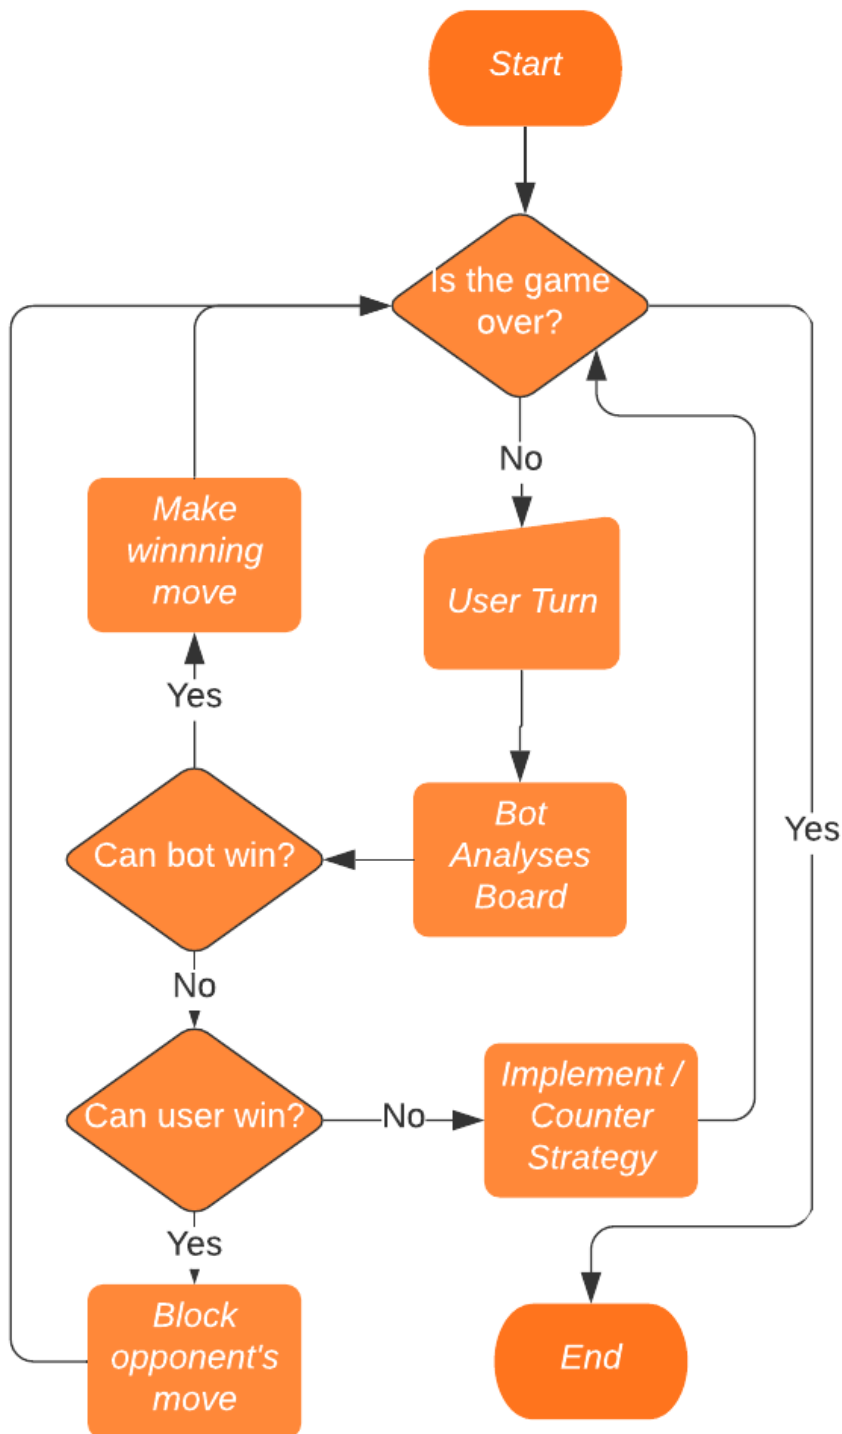 Start
Is the game
over?
No
Make
winnning
move
User Turn
Yes
Bot
Analyses
Board
Yes
Can bot win?
No
Implement /
Counter
Strategy
Can user win?
No
Yes
Block
opponent's
move
End